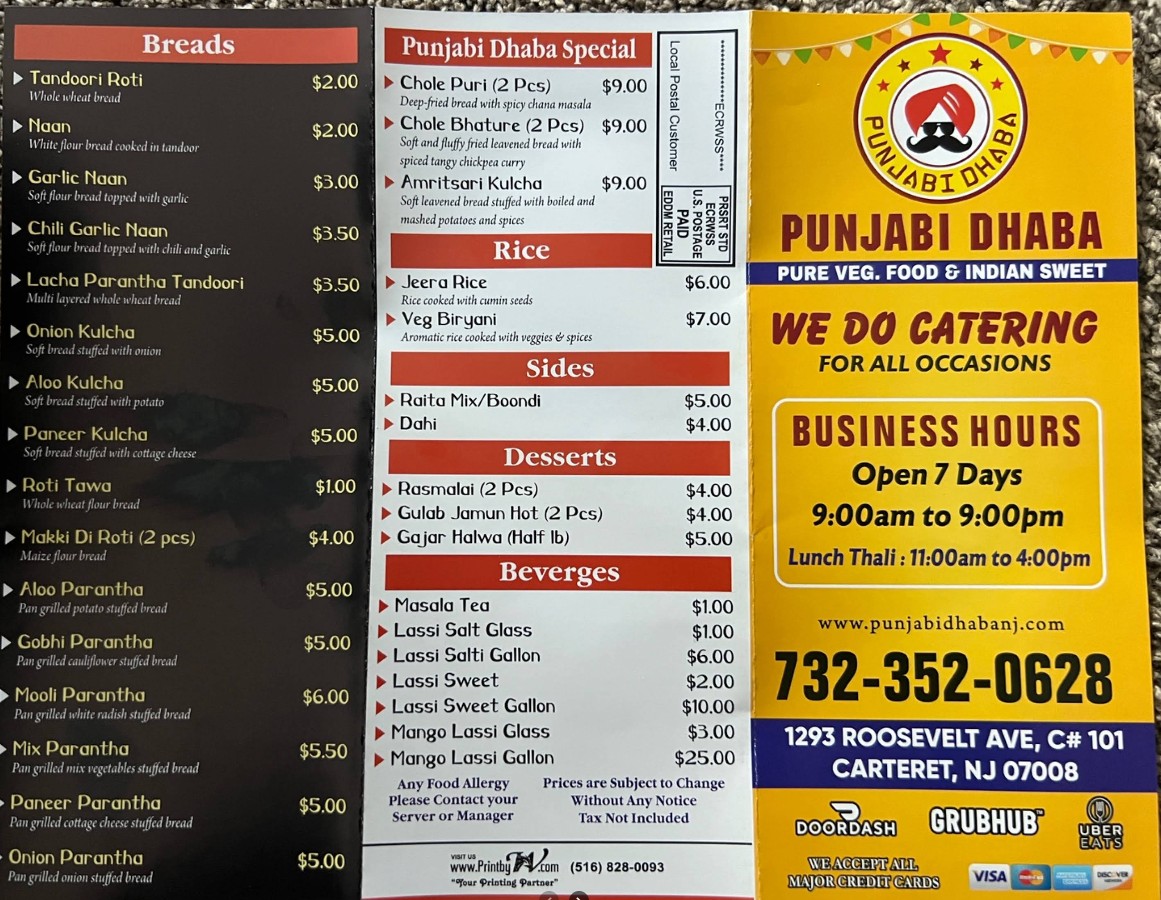 Breads
Tandoori Roti $2.00
Whole wheat bread
Naan $2.00
White flour bread cooked in tandoor
Garlic Naan $3.00
Soft flour bread topped with garlic
Chili Garlic Naan $3.50
Soft flour bread topped with chili and garlic
Lacha Parantha Tandoori $3.50
Multi layered whole wheat bread
Onion Kulcha $5.00
Soft bread stuffed with onion
Aloo Kulcha $5.00
Soft bread stuffed with potato
Paneer Kulcha $5.00
Soft bread stuffed with cottage cheese
Roti Tawa $1.00
Whole wheat flour bread
Makki Di Roti (2 pcs) $4.00
Maize flour bread
Aloo Parantha $5.00
Pan grilled potato stuffed bread
Gobhi Parantha $5.00
Pan grilled cauliflower stuffed bread
Mooli Parantha $6.00
Pan grilled white radish stuffed bread
Mix Parantha $5.50
Pan grilled mix vegetables stuffed bread
Paneer Parantha $5.00
Pan grilled cottage cheese stuffed bread
Onion Parantha $5.00
Pan grilled onion stuffed bread
Punjabi Dhaba Special
Chole Puri (2 Pcs) $9.00
Deep-fried bread with spicy chana masala
Chole Bhature (2 Pcs) $9.00
Soft and fluffy fried leavened bread with
spiced tangy chickpea curry
Amritsari Kulcha $9.00
Soft leavened bread stuffed with boiled and
mashed potatoes and spices
**************ECRWSS****
Local Postal Customer
PRSRT STD
ECRWSS
U.S. POSTAGE
PAID
EDDM RETAIL
Rice
Jeera Rice $6.00
Rice cooked with cumin seeds
Veg Biryani $7.00
Aromatic rice cooked with veggies & spices
Sides
Raita Mix/Boondi $5.00
Dahi $4.00
Desserts
Rasmalai (2 Pcs) $4.00
Gulab Jamun Hot (2 Pcs) $4.00
Gajar Halwa (Half lb) $5.00
Beverges
Masala Tea $1.00
Lassi Salt Glass $1.00
Lassi Salti Gallon $6.00
Lassi Sweet $2.00
Lassi Sweet Gallon $10.00
Mango Lassi Glass $3.00
Mango Lassi Gallon $25.00
Any Food Allergy
Please Contact your
Server or Manager
Prices are Subject to Change
Without Any Notice
Tax Not Included
VISIT US
www.PrintbyTN.com (516) 828-0093
"Your Printing Partner"
PUNJABI DHABA
PUNJABI DHABA
PURE VEG. FOOD & INDIAN SWEET
WE DO CATERING
FOR ALL OCCASIONS
BUSINESS HOURS
Open 7 Days
9:00am to 9:00pm
Lunch Thali : 11:00am to 4:00pm
www.punjabidhabanj.com
732-352-0628
1293 ROOSEVELT AVE, C# 101
CARTERET, NJ 07008
DOORDASH
GRUBHUB™
UBER
EATS
WE ACCEPT ALL
MAJOR CREDIT CARDS
VISA
DISCOVER